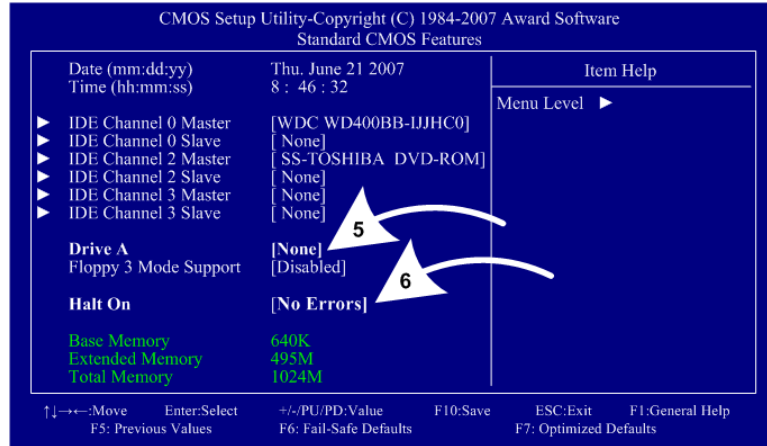 CMOS Setup Utility-Copyright (C) 1984-2007 Award Software
Standard CMOS Features
Date (mm:dd:yy) Thu. June 21 2007
Time (hh:mm:ss) 8 : 46 : 32
Item Help
Menu Level ►
► IDE Channel 0 Master [WDC WD400BB-IJJHC0]
► IDE Channel 0 Slave [ None]
► IDE Channel 2 Master [ SS-TOSHIBA DVD-ROM]
► IDE Channel 2 Slave [ None]
► IDE Channel 3 Master [ None]
► IDE Channel 3 Slave [ None]
5
Drive A [None]
Floppy 3 Mode Support [Disabled]
6
Halt On [No Errors]
Base Memory 640K
Extended Memory 495M
Total Memory 1024M
↑↓→←:Move Enter:Select +/-/PU/PD:Value F10:Save ESC:Exit F1:General Help
F5: Previous Values F6: Fail-Safe Defaults F7: Optimized Defaults